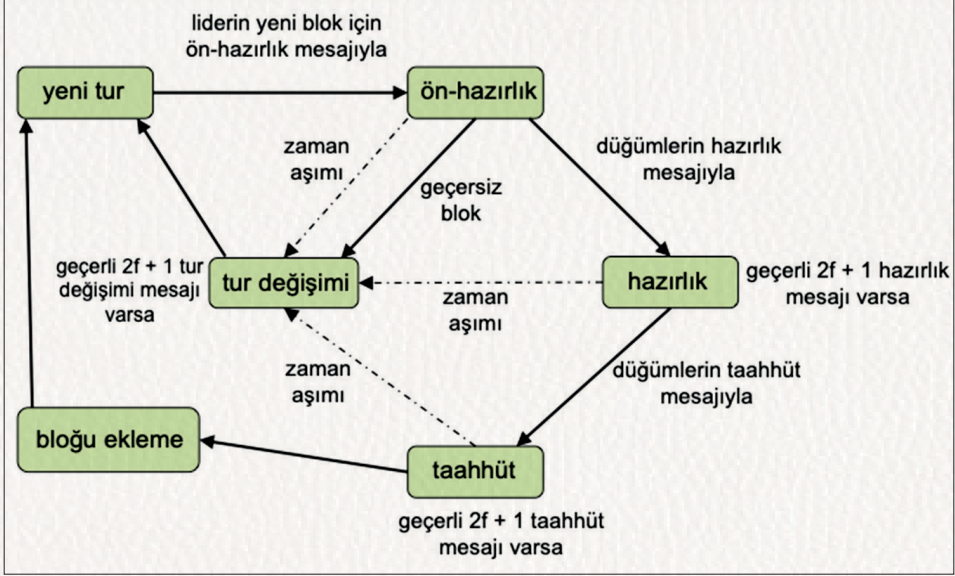 liderin yeni blok için
ön-hazırlık mesajıyla
yeni tur
ön-hazırlık
zaman
aşımı
geçersiz
blok
düğümlerin hazırlık
mesajıyla
geçerli 2f + 1 tur
değişimi mesajı
varsa
tur değişimi
zaman
aşımı
hazırlık
geçerli 2f + 1 hazırlık
mesajı varsa
zaman
aşımı
düğümlerin taahhüt
mesajıyla
bloğu ekleme
taahhüt
geçerli 2f + 1 taahhüt
mesajı varsa